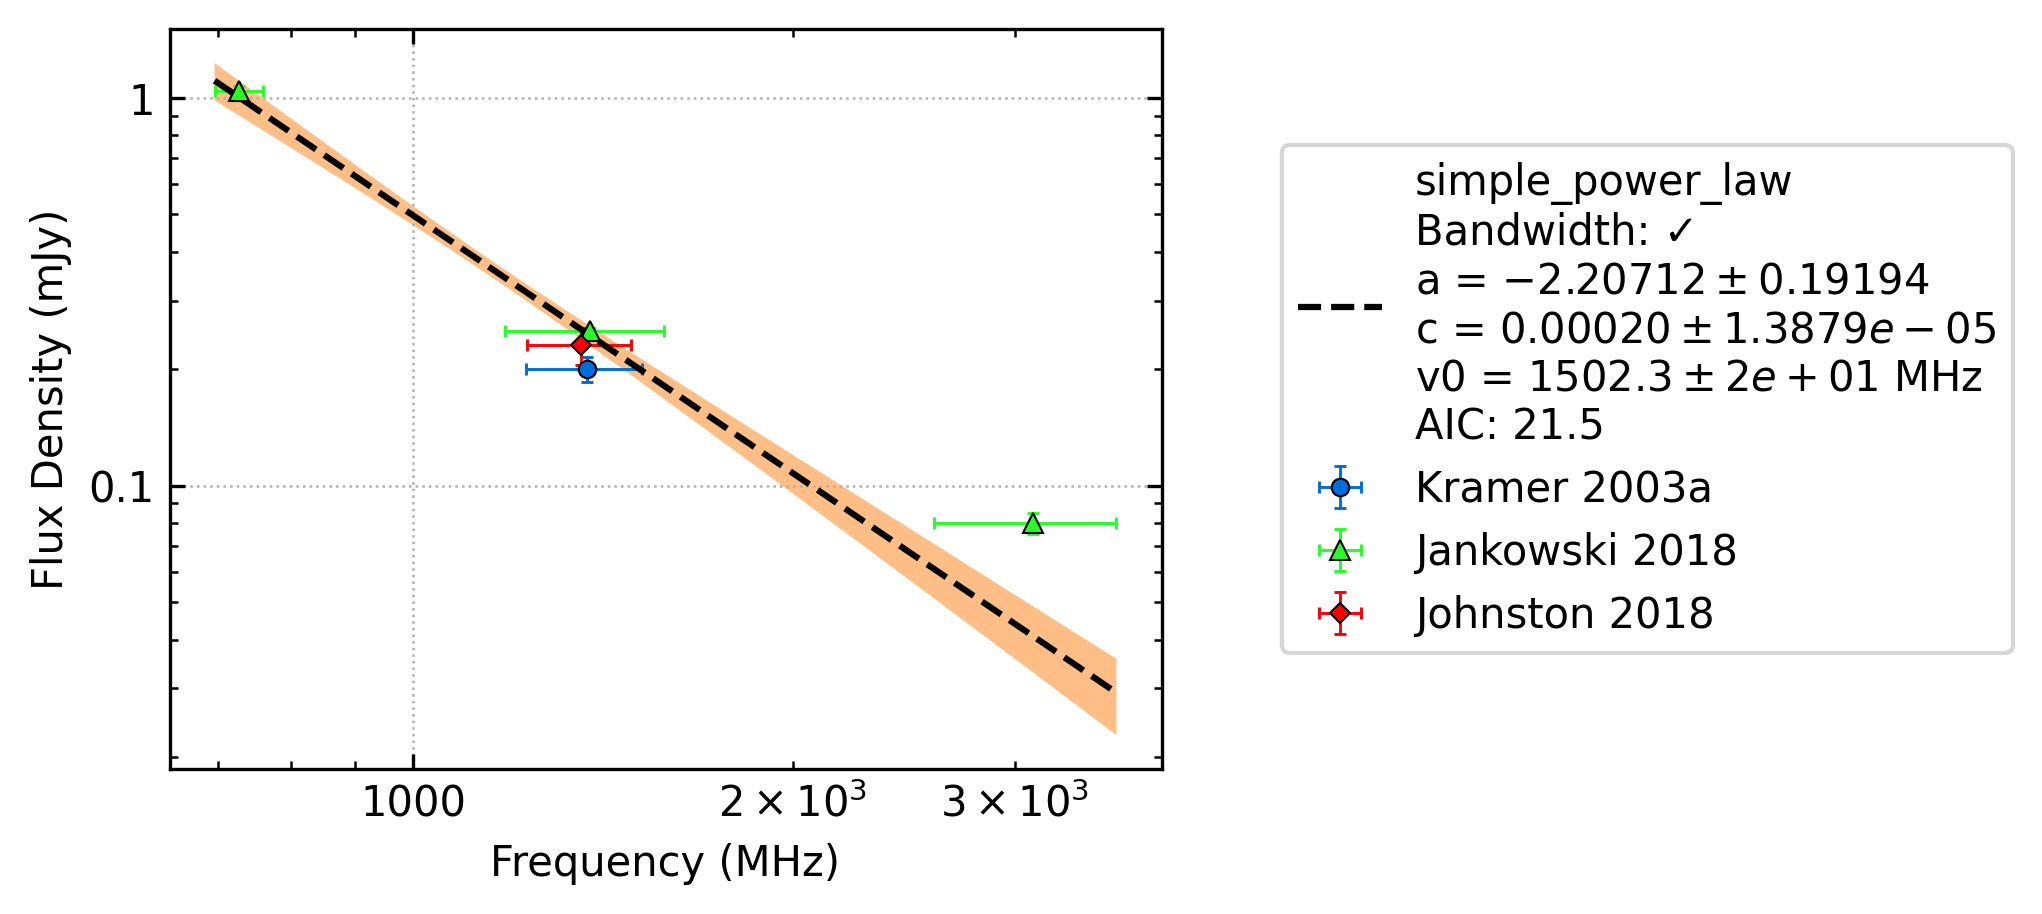 1
0.1
Flux Density (mJy)
1000
2 × 10³
3 × 10³
Frequency (MHz)
simple_power_law
Bandwidth: ✓
a = −2.20712 ± 0.19194
c = 0.00020 ± 1.3879e − 05
v0 = 1502.3 ± 2e + 01 MHz
AIC: 21.5
Kramer 2003a
Jankowski 2018
Johnston 2018